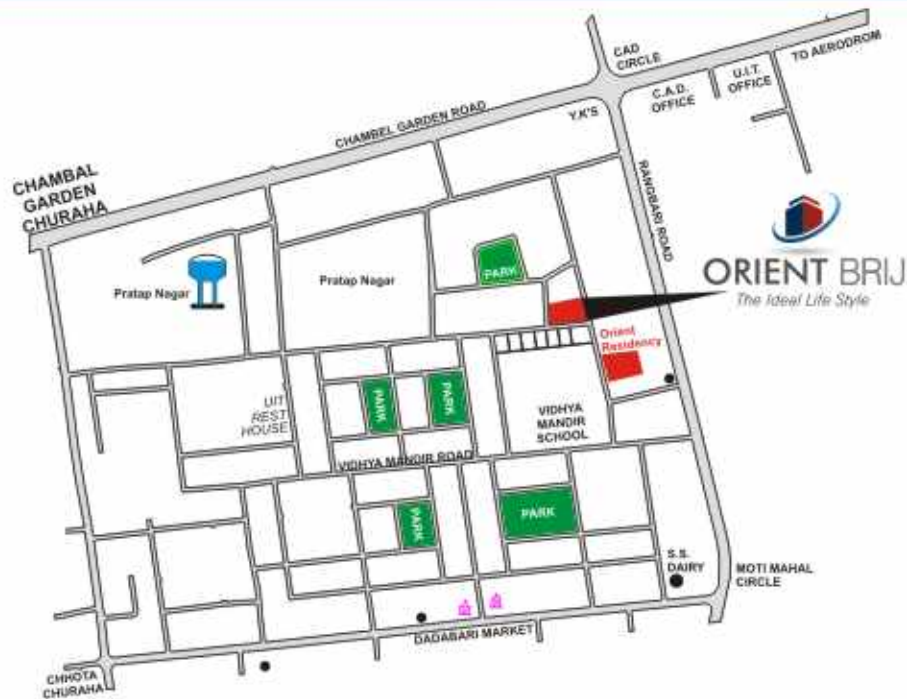 CAD
CIRCLE
TO AERODROM
U.I.T.
OFFICE
C.A.D.
OFFICE
Y.K'S
CHAMBEL GARDEN ROAD
CHAMBAL
GARDEN
CHURAHA
RANGBARI ROAD
ORIENT BRIJ
The Ideal Life Style
PARK
Pratap Nagar
Pratap Nagar
Orient
Residency
UIT
REST
HOUSE
PARK
PARK
VIDHYA
MANDIR
SCHOOL
VIDHYA MANDIR ROAD
PARK
PARK
S.S.
DAIRY
MOTI MAHAL
CIRCLE
DADABARI MARKET
CHHOTA
CHURAHA